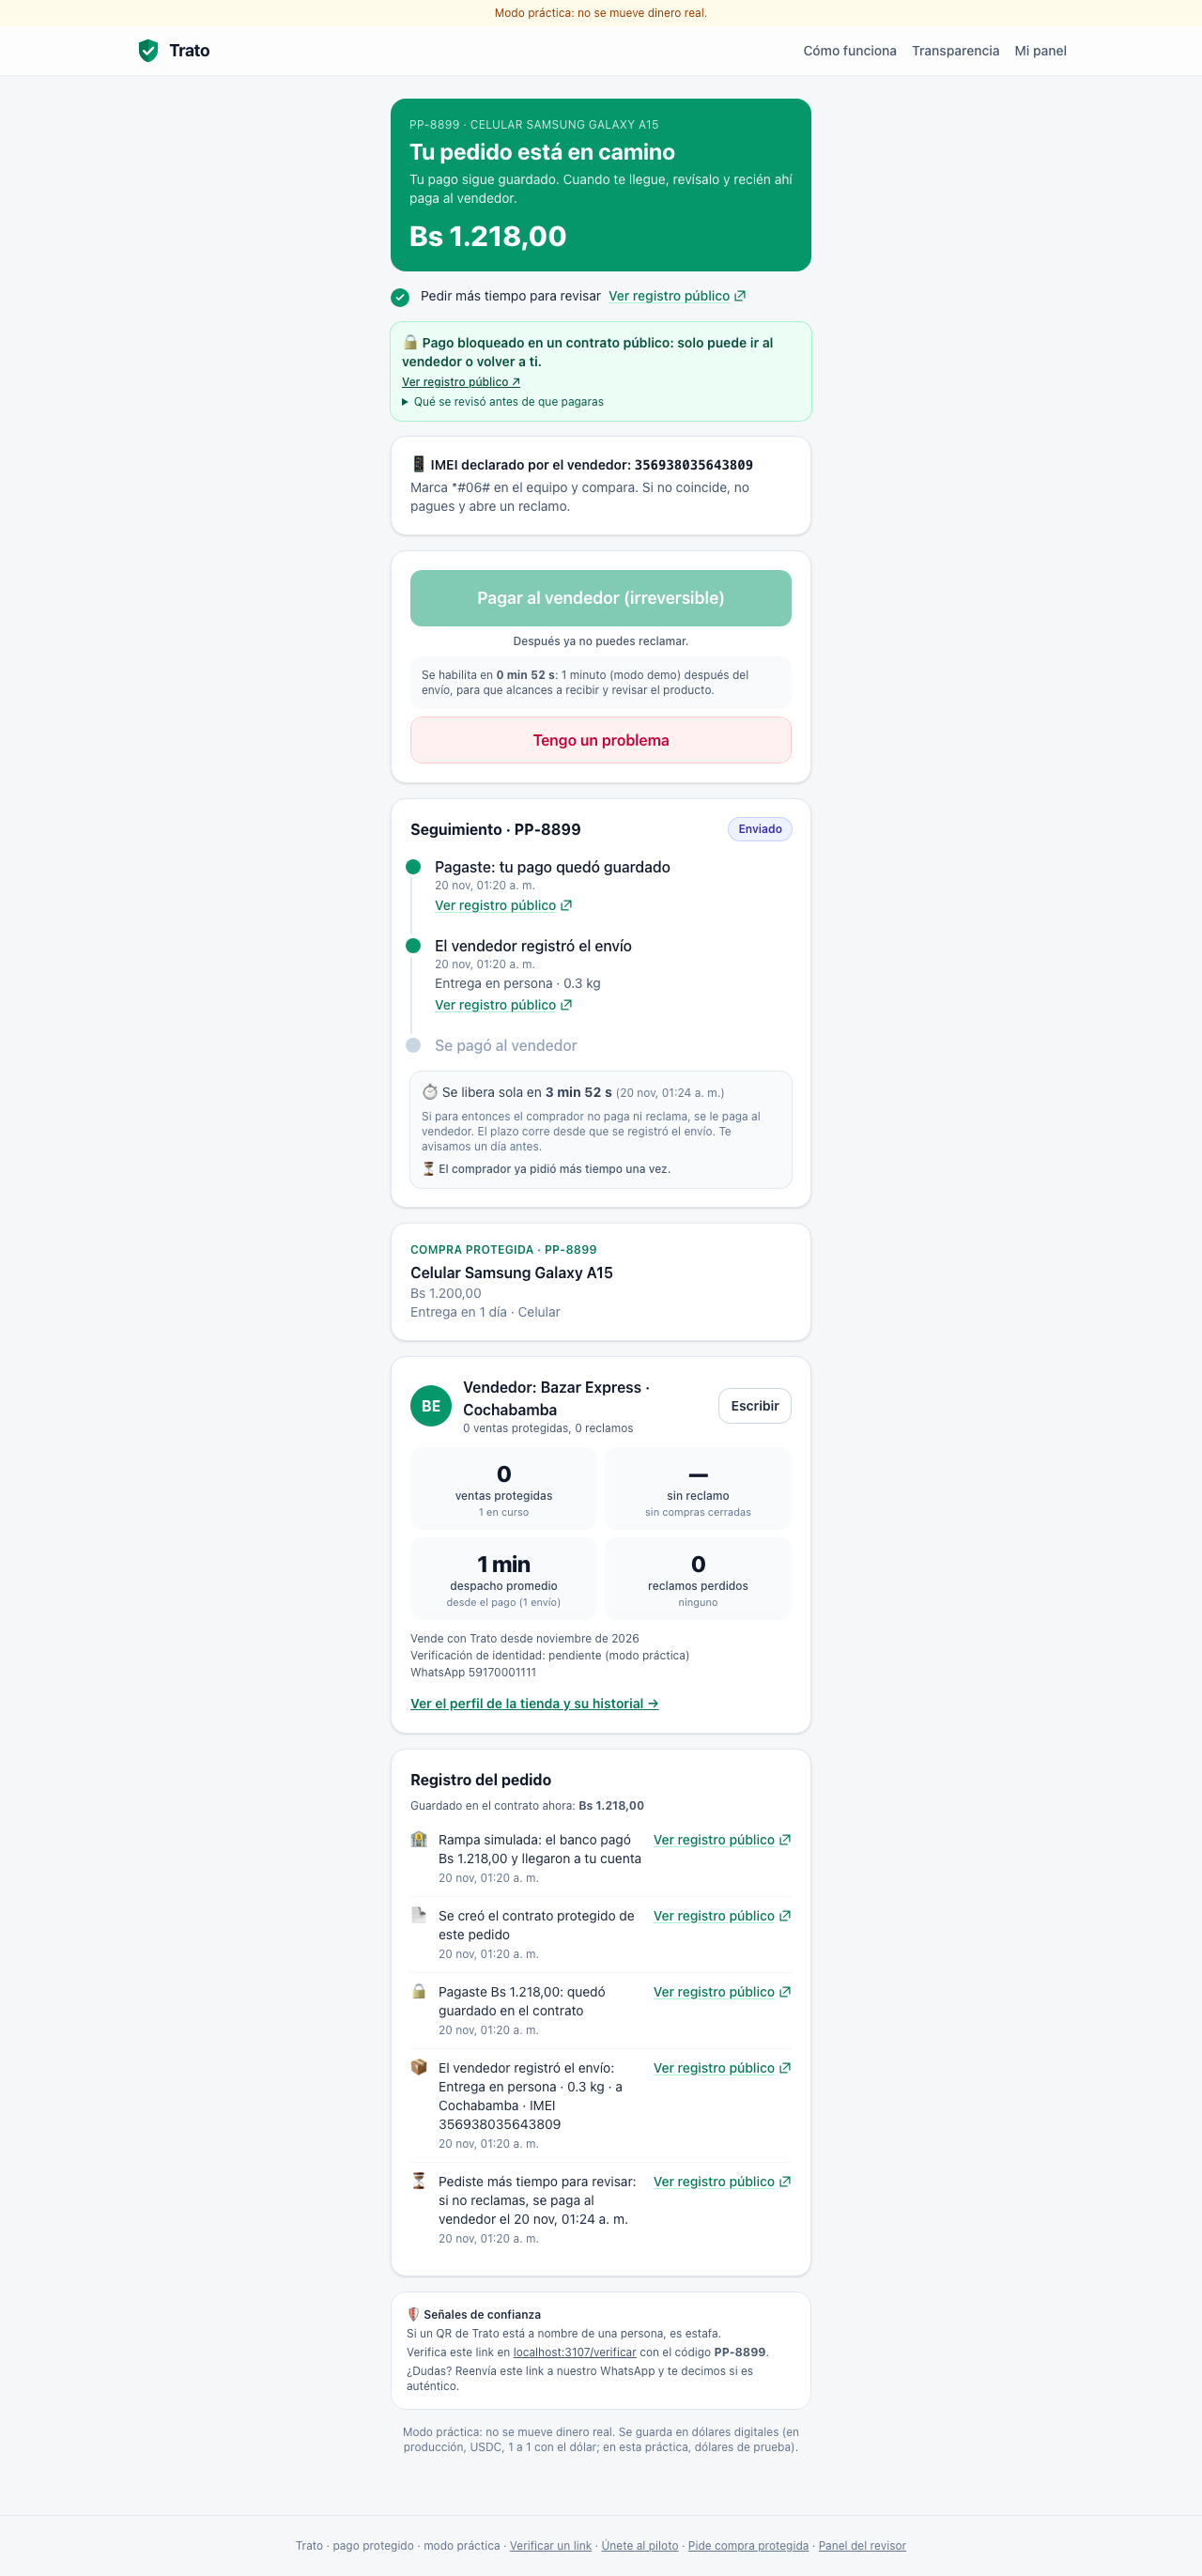 Modo práctica: no se mueve dinero real.
Trato
Cómo funciona Transparencia Mi panel
PP-8899 · CELULAR SAMSUNG GALAXY A15
Tu pedido está en camino
Tu pago sigue guardado. Cuando te llegue, revísalo y recién ahí
paga al vendedor.
Bs 1.218,00
Pedir más tiempo para revisar Ver registro público
Pago bloqueado en un contrato público: solo puede ir al
vendedor o volver a ti.
Ver registro público ↗
▶ Qué se revisó antes de que pagaras
IMEI declarado por el vendedor: 356938035643809
Marca *#06# en el equipo y compara. Si no coincide, no
pagues y abre un reclamo.
Pagar al vendedor (irreversible)
Después ya no puedes reclamar.
Se habilita en 0 min 52 s: 1 minuto (modo demo) después del
envío, para que alcances a recibir y revisar el producto.
Tengo un problema
Seguimiento · PP-8899
Enviado
Pagaste: tu pago quedó guardado
20 nov, 01:20 a. m.
Ver registro público
El vendedor registró el envío
20 nov, 01:20 a. m.
Entrega en persona · 0.3 kg
Ver registro público
Se pagó al vendedor
Se libera sola en 3 min 52 s (20 nov, 01:24 a. m.)
Si para entonces el comprador no paga ni reclama, se le paga al
vendedor. El plazo corre desde que se registró el envío. Te
avisamos un día antes.
El comprador ya pidió más tiempo una vez.
COMPRA PROTEGIDA · PP-8899
Celular Samsung Galaxy A15
Bs 1.200,00
Entrega en 1 día · Celular
BE
Vendedor: Bazar Express ·
Cochabamba
0 ventas protegidas, 0 reclamos
Escribir
0
ventas protegidas
1 en curso
—
sin reclamo
sin compras cerradas
1 min
despacho promedio
desde el pago (1 envío)
0
reclamos perdidos
ninguno
Vende con Trato desde noviembre de 2026
Verificación de identidad: pendiente (modo práctica)
WhatsApp 59170001111
Ver el perfil de la tienda y su historial →
Registro del pedido
Guardado en el contrato ahora: Bs 1.218,00
Rampa simulada: el banco pagó
Bs 1.218,00 y llegaron a tu cuenta
20 nov, 01:20 a. m.
Ver registro público
Se creó el contrato protegido de
este pedido
20 nov, 01:20 a. m.
Ver registro público
Pagaste Bs 1.218,00: quedó
guardado en el contrato
20 nov, 01:20 a. m.
Ver registro público
El vendedor registró el envío:
Entrega en persona · 0.3 kg · a
Cochabamba · IMEI
356938035643809
20 nov, 01:20 a. m.
Ver registro público
Pediste más tiempo para revisar:
si no reclamas, se paga al
vendedor el 20 nov, 01:24 a. m.
20 nov, 01:20 a. m.
Ver registro público
Señales de confianza
Si un QR de Trato está a nombre de una persona, es estafa.
Verifica este link en localhost:3107/verificar con el código PP-8899.
¿Dudas? Reenvía este link a nuestro WhatsApp y te decimos si es
auténtico.
Modo práctica: no se mueve dinero real. Se guarda en dólares digitales (en
producción, USDC, 1 a 1 con el dólar; en esta práctica, dólares de prueba).
Trato · pago protegido · modo práctica · Verificar un link · Únete al piloto · Pide compra protegida · Panel del revisor